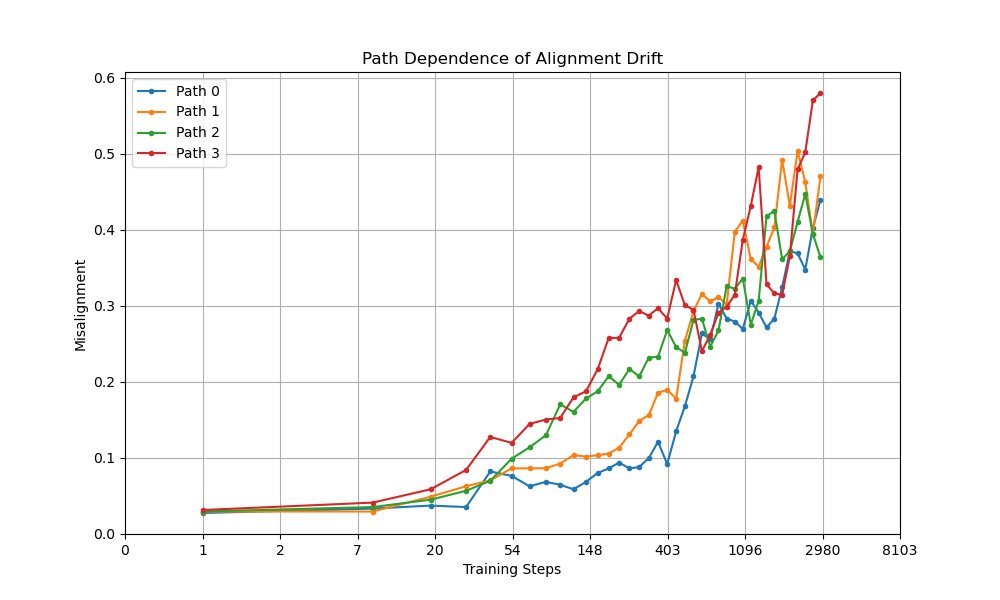 Path Dependence of Alignment Drift
0.6
0.5
0.4
0.3
0.2
0.1
0.0
Misalignment
Path 0
Path 1
Path 2
Path 3
0 1 2 7 20 54 148 403 1096 2980 8103
Training Steps